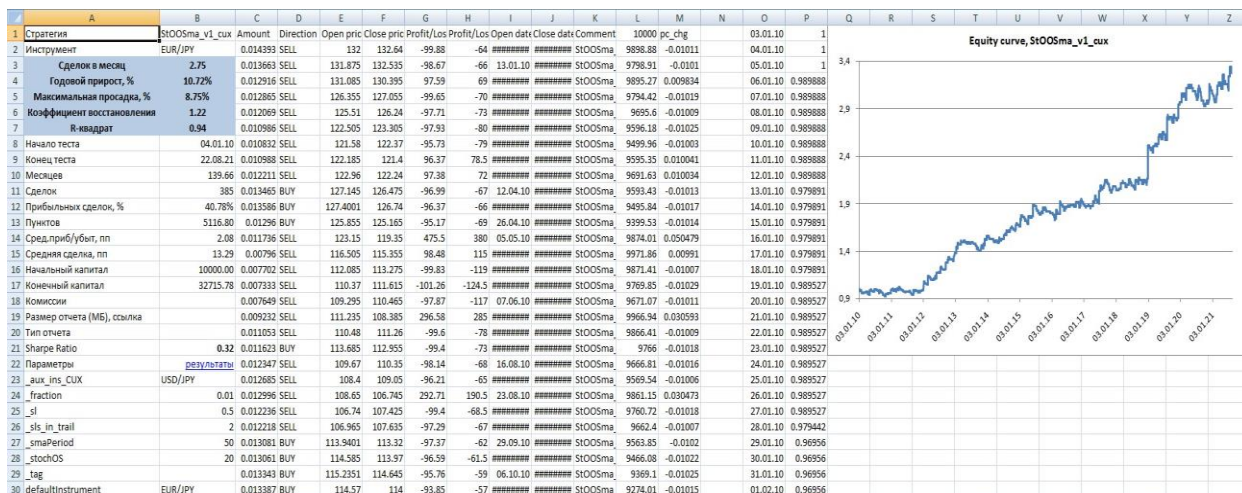 A B C D E F G H I J K L M N O P Q R S T U V W X Y Z
1 Стратегия StOOSma_v1_cux Amount Direction Open pric Close pric Profit/Los Profit/Los Open date Close date Comment 10000 pc_chg 03.01.10 1
2 Инструмент EUR/JPY 0.014393 SELL 132 132.64 -99.88 -64 ######## ######## StOOSma_ 9898.88 -0.01011 04.01.10 1
3 Сделок в месяц 2.75 0.013663 SELL 131.875 132.535 -98.67 -66 13.01.10 ######## StOOSma_ 9798.91 -0.0101 05.01.10 1
4 Годовой прирост, % 10.72% 0.012916 SELL 131.085 130.395 97.59 69 ######## ######## StOOSma_ 9895.27 0.009834 06.01.10 0.989888
5 Максимальная просадка, % 8.75% 0.012865 SELL 126.355 127.055 -99.65 -70 ######## ######## StOOSma_ 9794.42 -0.01019 07.01.10 0.989888
6 Коэффициент восстановления 1.22 0.012069 SELL 125.51 126.24 -97.71 -73 ######## ######## StOOSma_ 9695.6 -0.01009 08.01.10 0.989888
7 R-квадрат 0.94 0.010986 SELL 122.505 123.305 -97.93 -80 ######## ######## StOOSma_ 9596.18 -0.01025 09.01.10 0.989888
8 Начало теста 04.01.10 0.010832 SELL 121.58 122.37 -95.73 -79 ######## ######## StOOSma_ 9499.96 -0.01003 10.01.10 0.989888
9 Конец теста 22.08.21 0.010988 SELL 122.185 121.4 96.37 78.5 ######## ######## StOOSma_ 9595.35 0.010041 11.01.10 0.989888
10 Месяцев 139.66 0.012211 SELL 122.96 122.24 97.38 72 ######## ######## StOOSma_ 9691.63 0.010034 12.01.10 0.989888
11 Сделок 385 0.013465 BUY 127.145 126.475 -96.99 -67 12.04.10 ######## StOOSma_ 9593.43 -0.01013 13.01.10 0.979891
12 Прибыльных сделок, % 40.78% 0.013586 BUY 127.4001 126.74 -96.37 -66 ######## ######## StOOSma_ 9495.84 -0.01017 14.01.10 0.979891
13 Пунктов 5116.80 0.01296 BUY 125.855 125.165 -95.17 -69 26.04.10 ######## StOOSma_ 9399.53 -0.01014 15.01.10 0.979891
14 Сред.приб/убыт, пп 2.08 0.011736 SELL 123.15 119.35 475.5 380 05.05.10 ######## StOOSma_ 9874.01 0.050479 16.01.10 0.979891
15 Средняя сделка, пп 13.29 0.00796 SELL 116.505 115.355 98.48 115 ######## ######## StOOSma_ 9971.86 0.00991 17.01.10 0.979891
16 Начальный капитал 10000.00 0.007702 SELL 112.085 113.275 -99.83 -119 ######## ######## StOOSma_ 9871.41 -0.01007 18.01.10 0.979891
17 Конечный капитал 32715.78 0.007333 SELL 110.37 111.615 -101.26 -124.5 ######## ######## StOOSma_ 9769.85 -0.01029 19.01.10 0.989527
18 Комиссии 0.007649 SELL 109.295 110.465 -97.87 -117 07.06.10 ######## StOOSma_ 9671.07 -0.01011 20.01.10 0.989527
19 Размер отчета (МБ), ссылка 0.009232 SELL 111.235 108.385 296.58 285 ######## ######## StOOSma_ 9966.94 0.030593 21.01.10 0.989527
20 Тип отчета 0.011053 SELL 110.48 111.26 -99.6 -78 ######## ######## StOOSma_ 9866.41 -0.01009 22.01.10 0.989527
21 Sharpe Ratio 0.32 0.011623 BUY 113.685 112.955 -99.4 -73 ######## ######## StOOSma_ 9766 -0.01018 23.01.10 0.989527
22 Параметры результаты 0.012347 SELL 109.67 110.35 -98.14 -68 16.08.10 ######## StOOSma_ 9666.81 -0.01016 24.01.10 0.989527
23 _aux_ins_CUX USD/JPY 0.012685 SELL 108.4 109.05 -96.21 -65 ######## ######## StOOSma_ 9569.54 -0.01006 25.01.10 0.989527
24 _fraction 0.01 0.012996 SELL 108.65 106.745 292.71 190.5 23.08.10 ######## StOOSma_ 9861.15 0.030473 26.01.10 0.989527
25 _sl 0.5 0.012236 SELL 106.74 107.425 -99.4 -68.5 ######## ######## StOOSma_ 9760.72 -0.01018 27.01.10 0.989527
26 _sls_in_trail 2 0.012218 SELL 106.965 107.635 -97.29 -67 ######## ######## StOOSma_ 9662.4 -0.01007 28.01.10 0.979442
27 _smaPeriod 50 0.013081 BUY 113.9401 113.32 -97.37 -62 29.09.10 ######## StOOSma_ 9563.85 -0.0102 29.01.10 0.96956
28 _stochOS 20 0.013061 BUY 114.585 113.97 -96.59 -61.5 ######## ######## StOOSma_ 9466.08 -0.01022 30.01.10 0.96956
29 _tag 0.013343 BUY 115.2351 114.645 -95.76 -59 06.10.10 ######## StOOSma_ 9369.1 -0.01025 31.01.10 0.96956
30 defaultInstrument EUR/JPY 0.013387 BUY 114.57 114 -93.85 -57 ######## ######## StOOSma_ 9274.01 -0.01015 01.02.10 0.96956
Equity curve, StOOSma_v1_cux
3,4
2,9
2,4
1,9
1,4
0,9
03.01.10 03.01.11 03.01.12 03.01.13 03.01.14 03.01.15 03.01.16 03.01.17 03.01.18 03.01.19 03.01.20 03.01.21